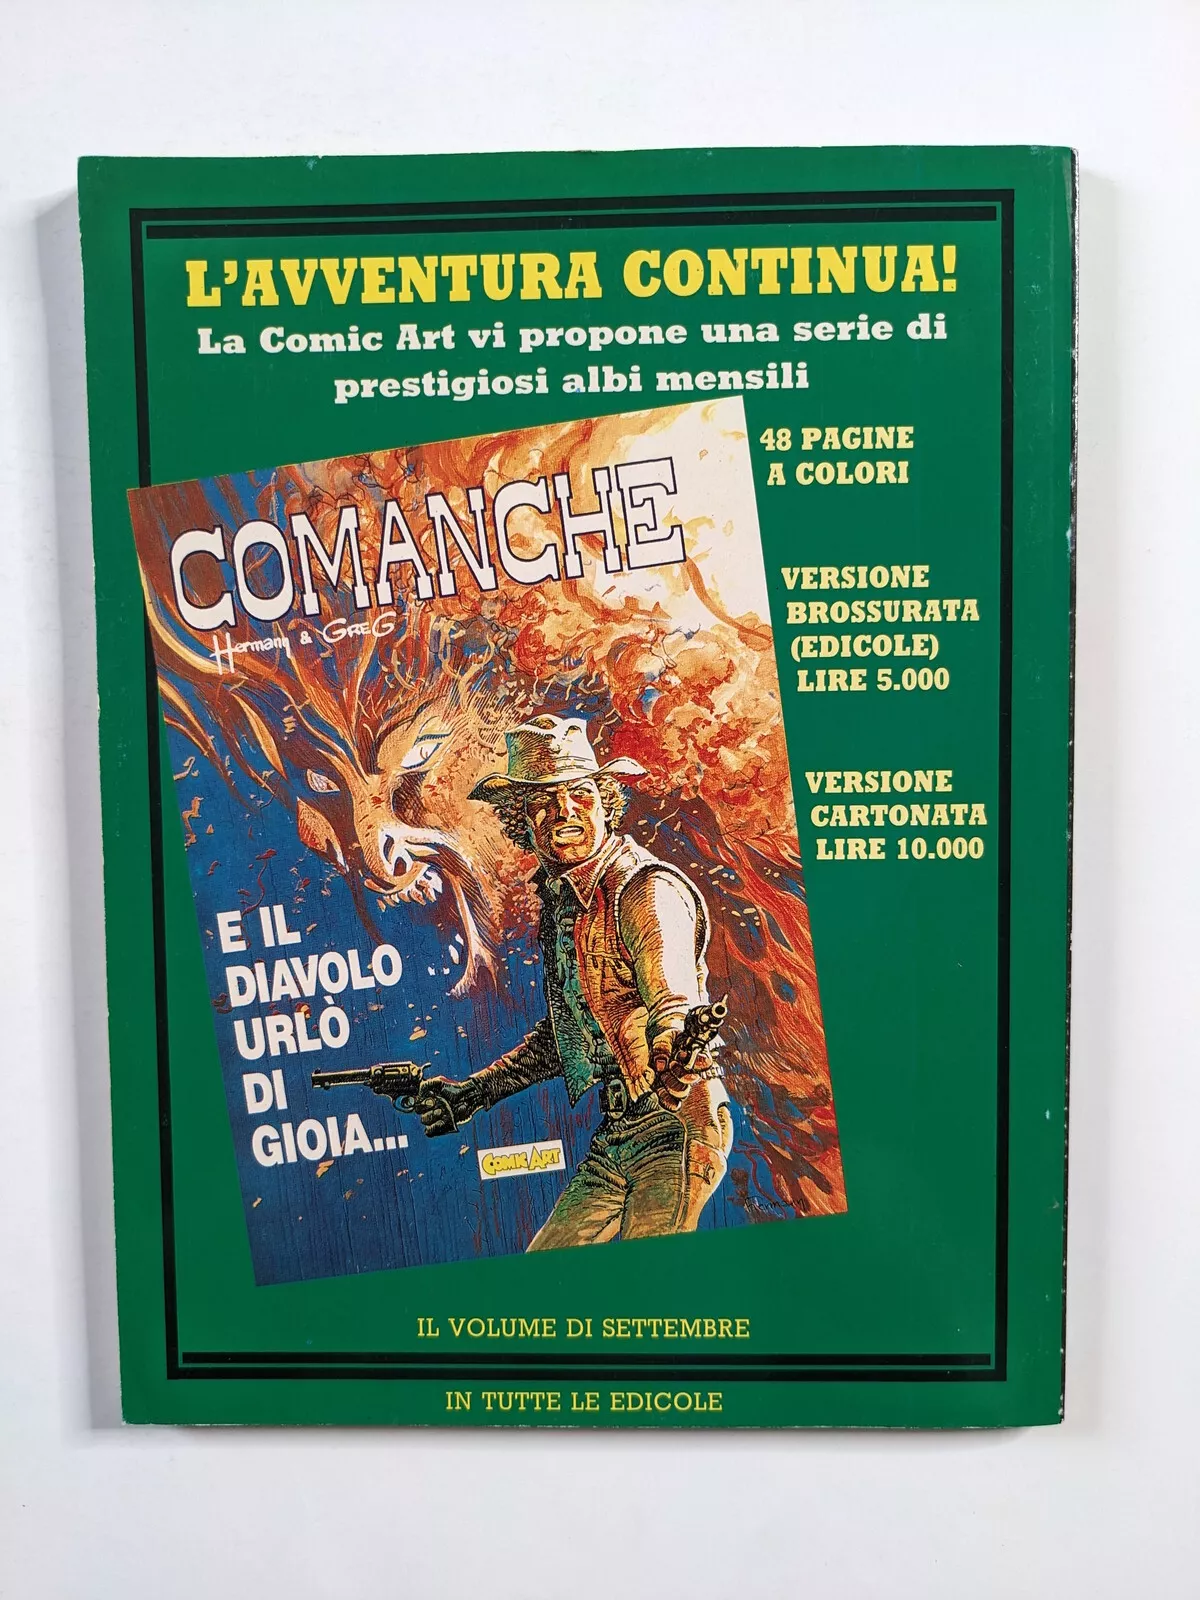 L'AVVENTURA CONTINUA!
La Comic Art vi propone una serie di
prestigiosi albi mensili
48 PAGINE
A COLORI
COMANCHE
Hermann & GREG
VERSIONE
BROSSURATA
(EDICOLE)
LIRE 5.000
VERSIONE
CARTONATA
LIRE 10.000
E IL
DIAVOLO
URLÒ
DI
GIOIA...
COMIC ART
Hermann
IL VOLUME DI SETTEMBRE
IN TUTTE LE EDICOLE